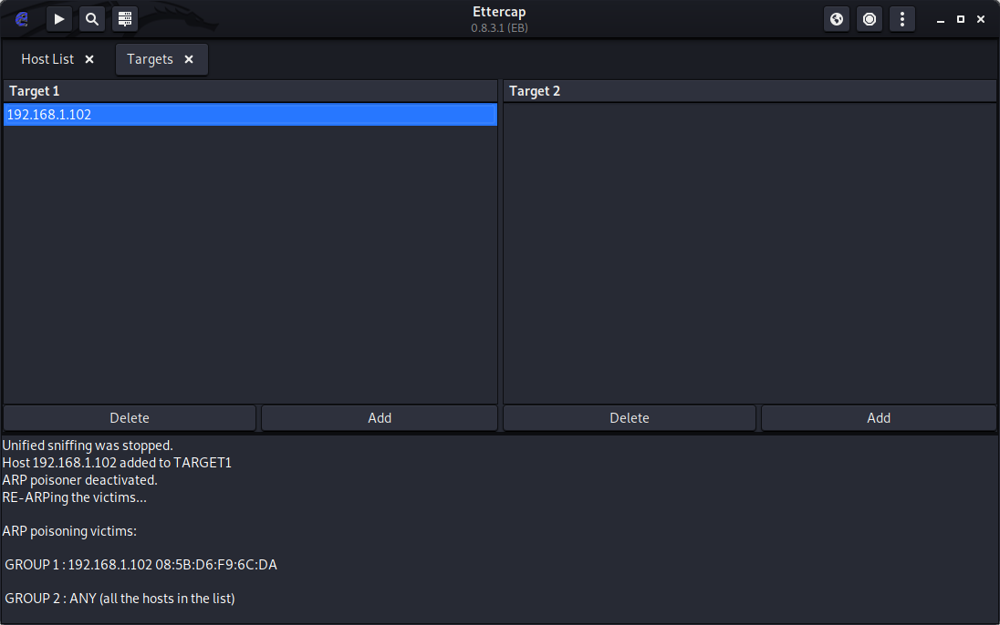 Ettercap
0.8.3.1 (EB)
Host List
Targets
Target 1
Target 2
192.168.1.102
Delete
Add
Delete
Add
Unified sniffing was stopped.
Host 192.168.1.102 added to TARGET1
ARP poisoner deactivated.
RE-ARPing the victims...
ARP poisoning victims:
GROUP 1 : 192.168.1.102 08:5B:D6:F9:6C:DA
GROUP 2 : ANY (all the hosts in the list)